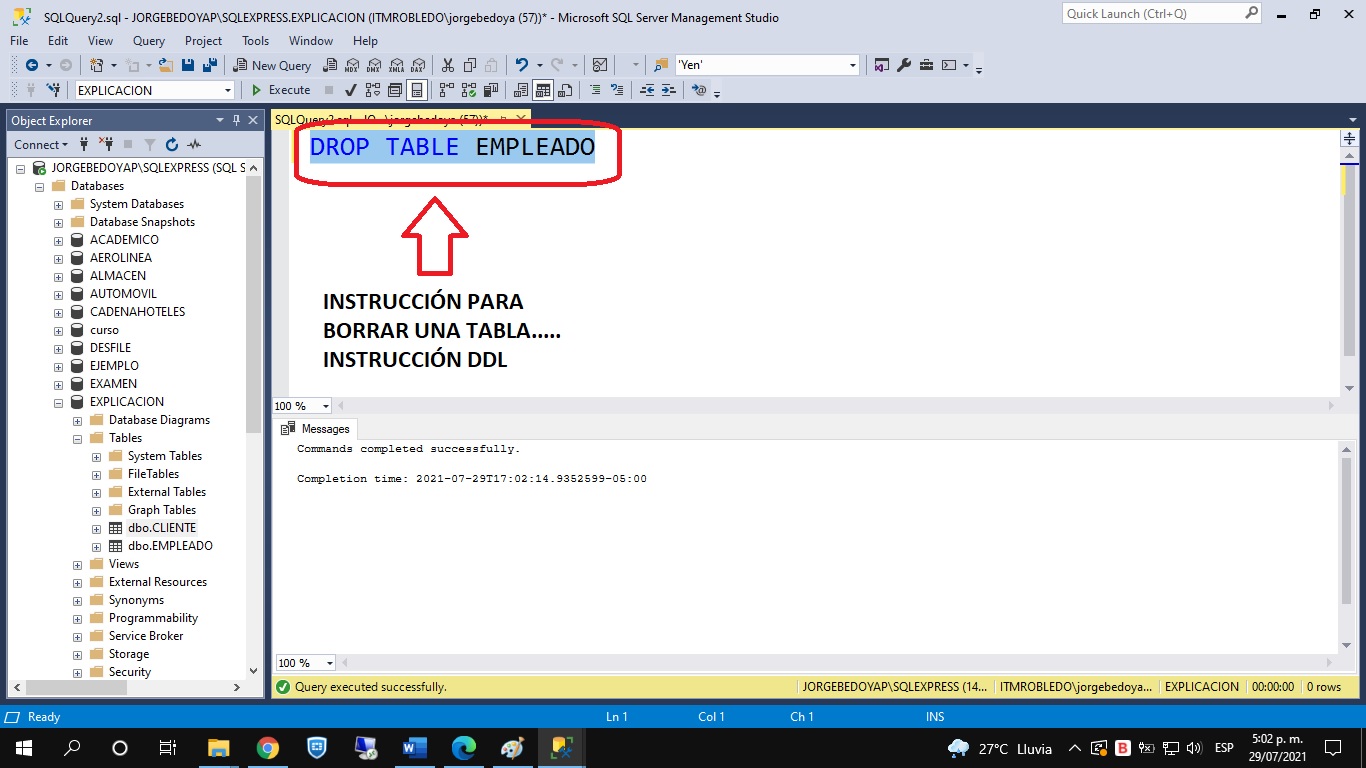 SQLQuery2.sql - JORGEBEDOYAP\SQLEXPRESS.EXPLICACION (ITMROBLEDO\jorgebedoya (57))* - Microsoft SQL Server Management Studio
Quick Launch (Ctrl+Q)
File Edit View Query Project Tools Window Help
New Query MDX DMX XMLA DAX 'Yen'
EXPLICACION Execute
Object Explorer
Connect
JORGEBEDOYAP\SQLEXPRESS (SQL S
Databases
System Databases
Database Snapshots
ACADEMICO
AEROLINEA
ALMACEN
AUTOMOVIL
CADENAHOTELES
curso
DESFILE
EJEMPLO
EXAMEN
EXPLICACION
Database Diagrams
Tables
System Tables
FileTables
External Tables
Graph Tables
dbo.CLIENTE
dbo.EMPLEADO
Views
External Resources
Synonyms
Programmability
Service Broker
Storage
Security
DROP TABLE EMPLEADO
INSTRUCCIÓN PARA
BORRAR UNA TABLA.....
INSTRUCCIÓN DDL
100 %
Messages
Commands completed successfully.
Completion time: 2021-07-29T17:02:14.9352599-05:00
100 %
Query executed successfully. JORGEBEDOYAP\SQLEXPRESS (14... ITMROBLEDO\jorgebedoya... EXPLICACION 00:00:00 0 rows
Ready Ln 1 Col 1 Ch 1 INS
27°C Lluvia ESP 5:02 p. m.
29/07/2021